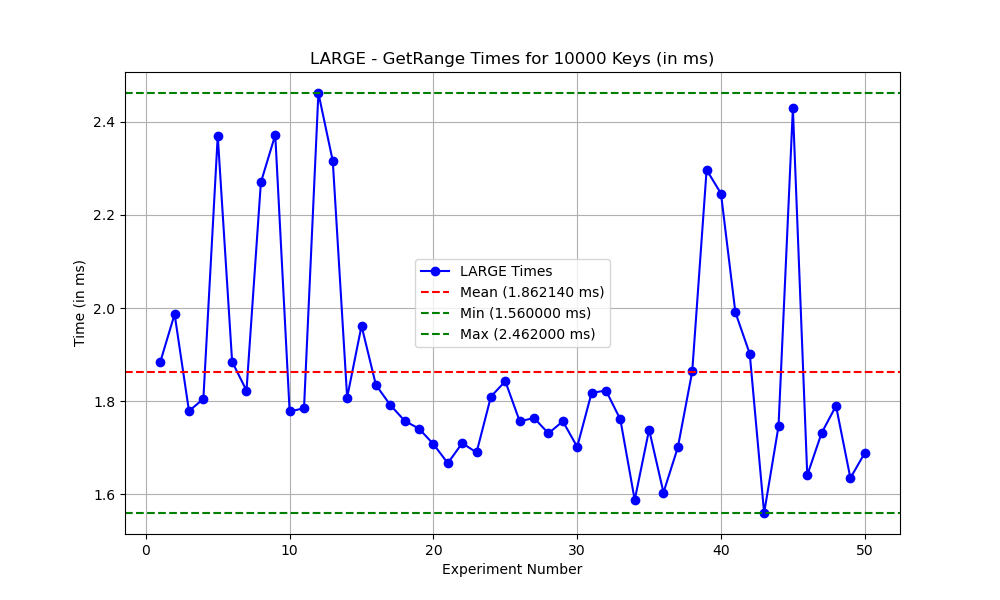 LARGE - GetRange Times for 10000 Keys (in ms)
Time (in ms)
2.4
2.2
2.0
1.8
1.6
LARGE Times
Mean (1.862140 ms)
Min (1.560000 ms)
Max (2.462000 ms)
0 10 20 30 40 50
Experiment Number